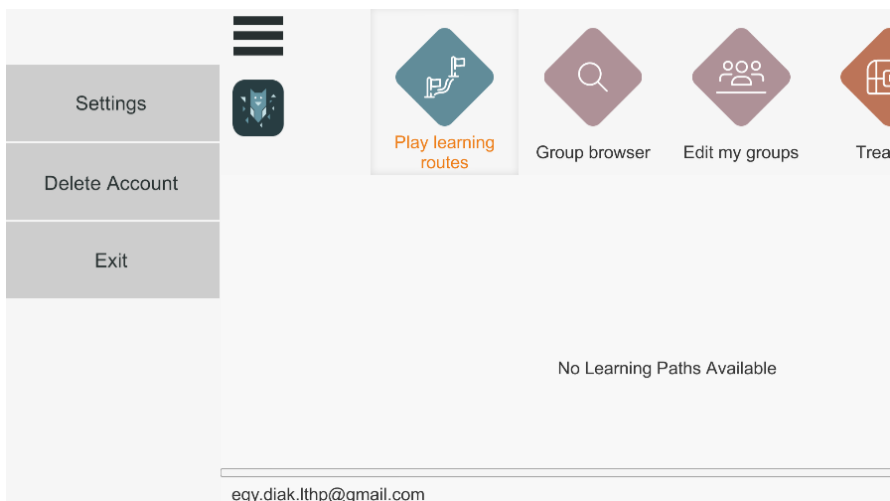 Settings
Delete Account
Exit
Play learning
routes
Group browser
Edit my groups
Trea
No Learning Paths Available
egy.diak.lthp@gmail.com